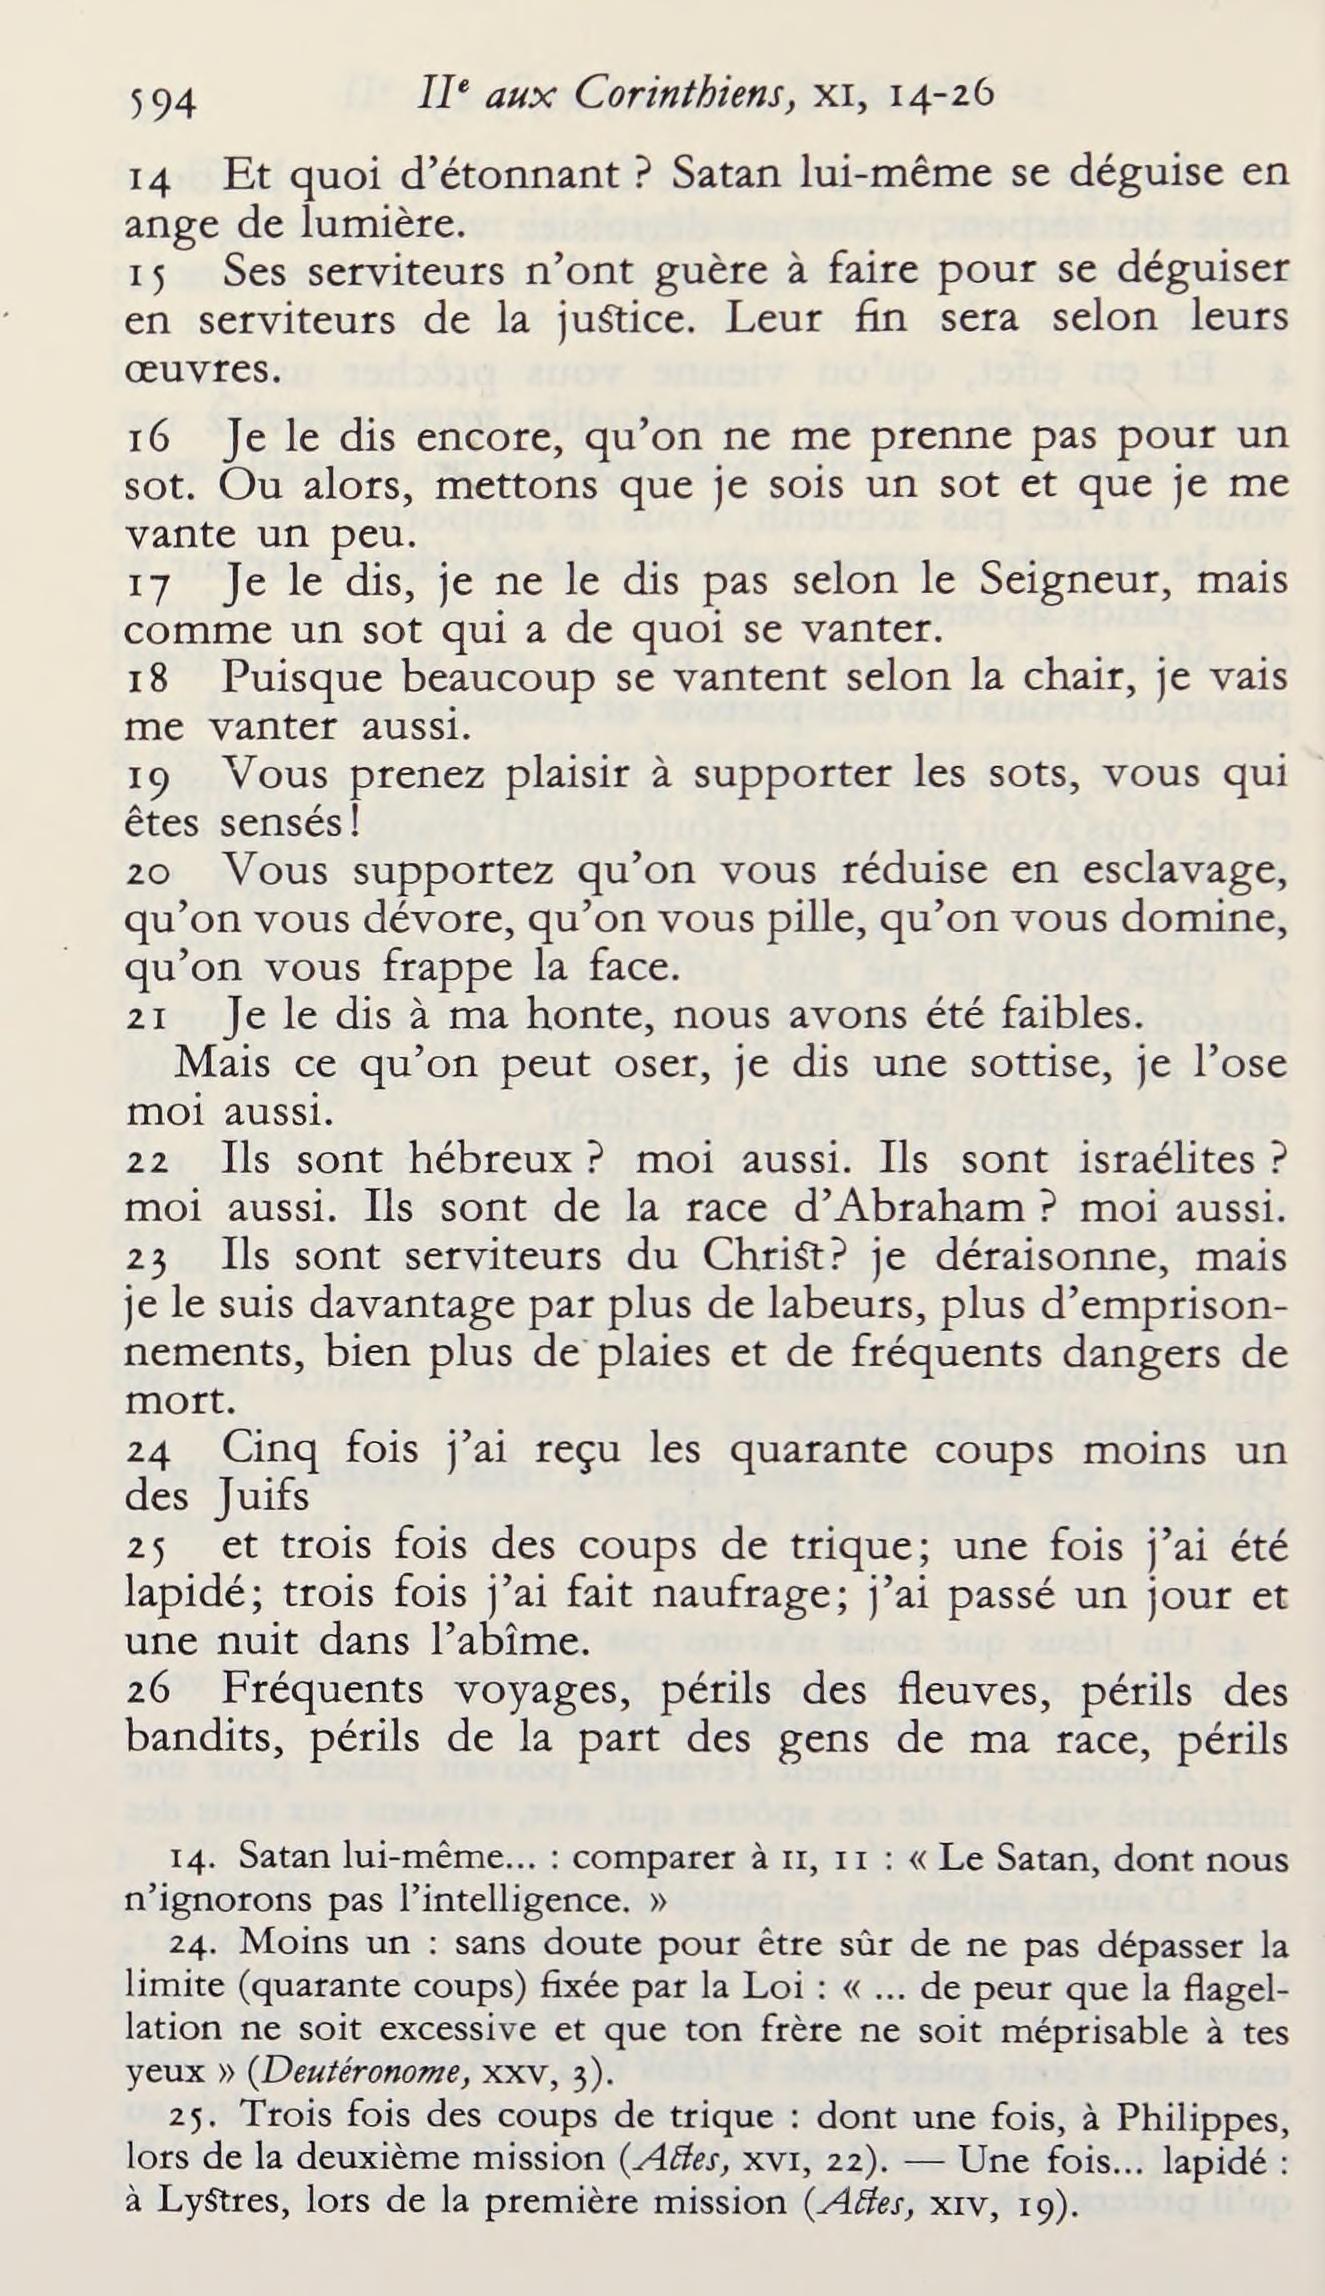 594 IIe aux Corinthiens, XI, 14-26
14 Et quoi d'étonnant ? Satan lui-même se déguise en
ange de lumière.
15 Ses serviteurs n'ont guère à faire pour se déguiser
en serviteurs de la justice. Leur fin sera selon leurs
œuvres.
16 Je le dis encore, qu'on ne me prenne pas pour un
sot. Ou alors, mettons que je sois un sot et que je me
vante un peu.
17 Je le dis, je ne le dis pas selon le Seigneur, mais
comme un sot qui a de quoi se vanter.
18 Puisque beaucoup se vantent selon la chair, je vais
me vanter aussi.
19 Vous prenez plaisir à supporter les sots, vous qui
êtes sensés!
20 Vous supportez qu'on vous réduise en esclavage,
qu'on vous dévore, qu'on vous pille, qu'on vous domine,
qu'on vous frappe la face.
21 Je le dis à ma honte, nous avons été faibles.
Mais ce qu'on peut oser, je dis une sottise, je l'ose
moi aussi.
22 Ils sont hébreux ? moi aussi. Ils sont israélites ?
moi aussi. Ils sont de la race d'Abraham ? moi aussi.
23 Ils sont serviteurs du Christ? je déraisonne, mais
je le suis davantage par plus de labeurs, plus d'emprison-
nements, bien plus de plaies et de fréquents dangers de
mort.
24 Cinq fois j'ai reçu les quarante coups moins un
des Juifs
25 et trois fois des coups de trique; une fois j'ai été
lapidé; trois fois j'ai fait naufrage; j'ai passé un jour et
une nuit dans l'abîme.
26 Fréquents voyages, périls des fleuves, périls des
bandits, périls de la part des gens de ma race, périls
14. Satan lui-même... : comparer à II, 11 : « Le Satan, dont nous
n'ignorons pas l'intelligence. »
24. Moins un : sans doute pour être sûr de ne pas dépasser la
limite (quarante coups) fixée par la Loi : « ... de peur que la flagel-
lation ne soit excessive et que ton frère ne soit méprisable à tes
yeux » (Deutéronome, XXV, 3).
25. Trois fois des coups de trique : dont une fois, à Philippes,
lors de la deuxième mission (Actes, XVI, 22). — Une fois... lapidé :
à Lystres, lors de la première mission (Actes, XIV, 19).